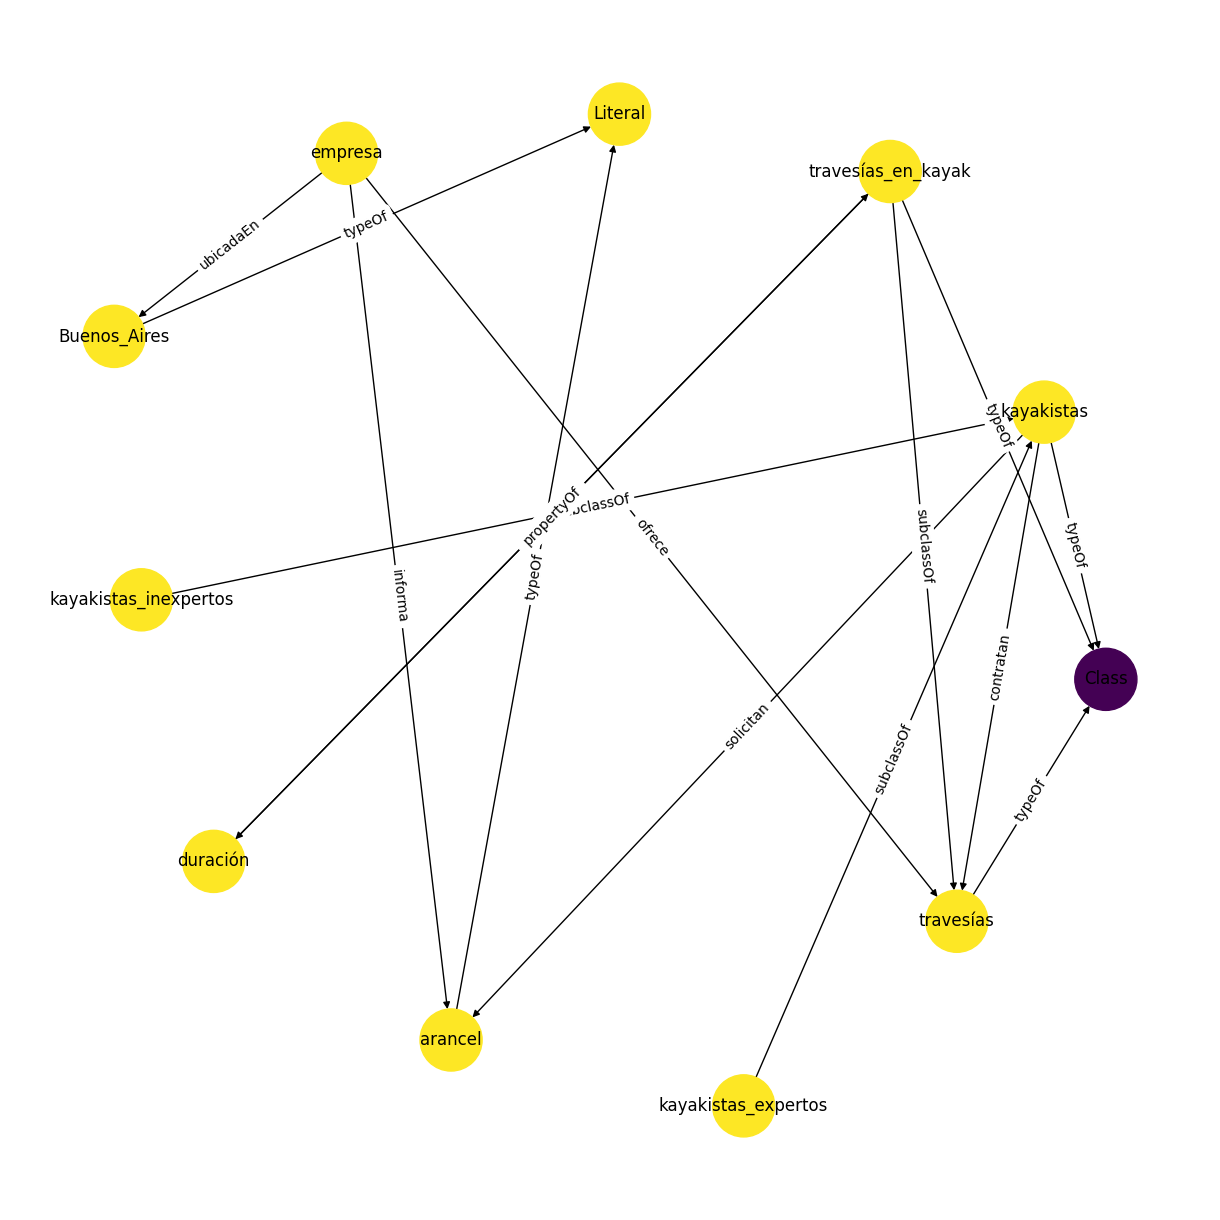 Literal
empresa
travesías_en_kayak
typeOf
ubicadaEn
Buenos_Aires
kayakistas
typeOf
bclassOf
propertyOf
ofrece
subclassOf
typeOf
typeOf
informa
kayakistas_inexpertos
contratan
Class
solicitan
subclassOf
typeOf
duración
travesías
arancel
kayakistas_expertos